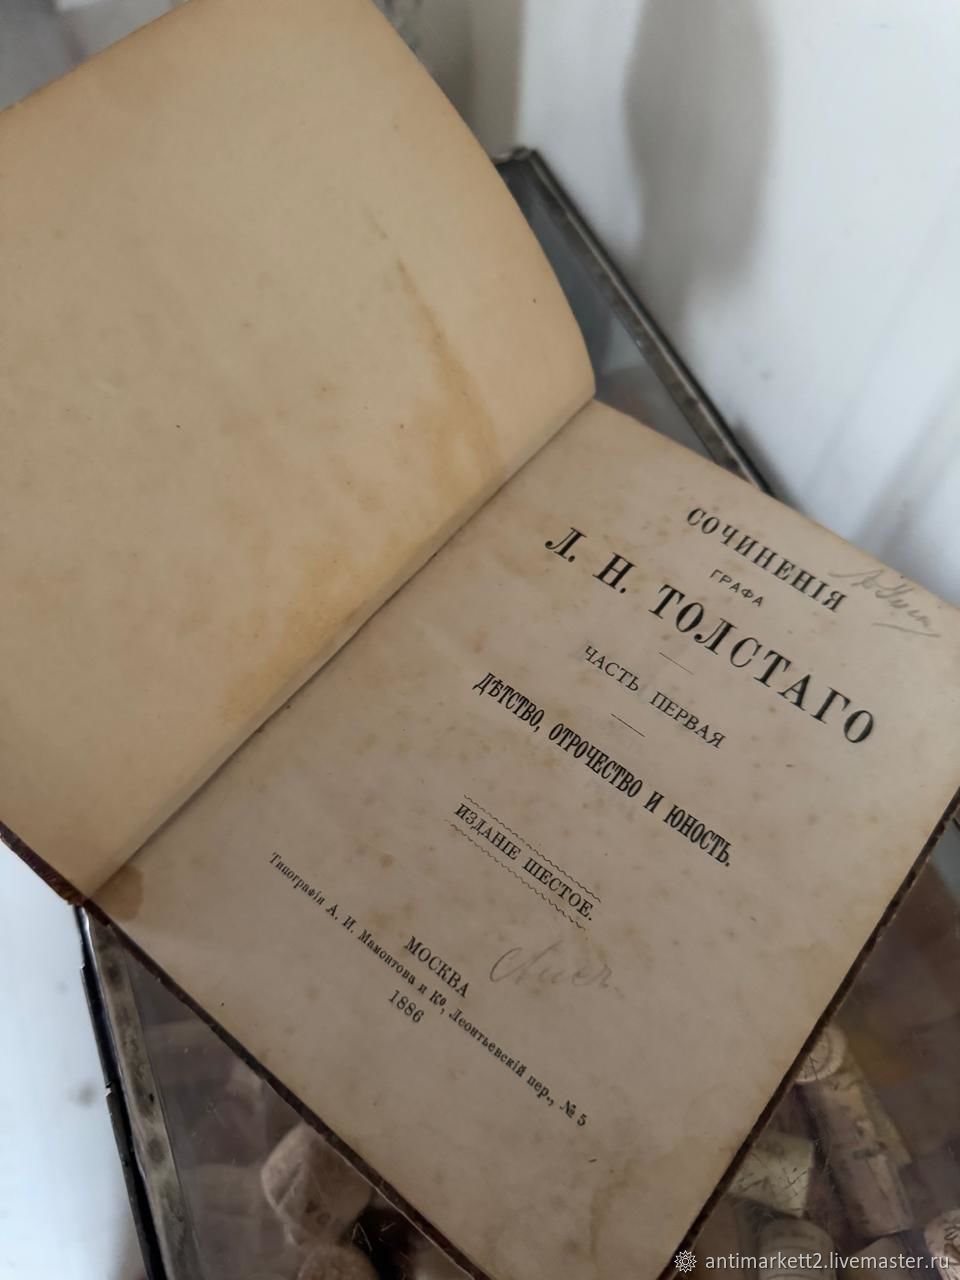 СОЧИНЕНІЯ
ГРАФА
Л. Н. ТОЛСТАГО
ЧАСТЬ ПЕРВАЯ
ДѢТСТВО, ОТРОЧЕСТВО И ЮНОСТЬ.
ИЗДАНІЕ ШЕСТОЕ.
МОСКВА
Типографія А. И. Мамонтова и Ко, Леонтьевскій пер., № 5
1886
antimarkett2.livemaster.ru